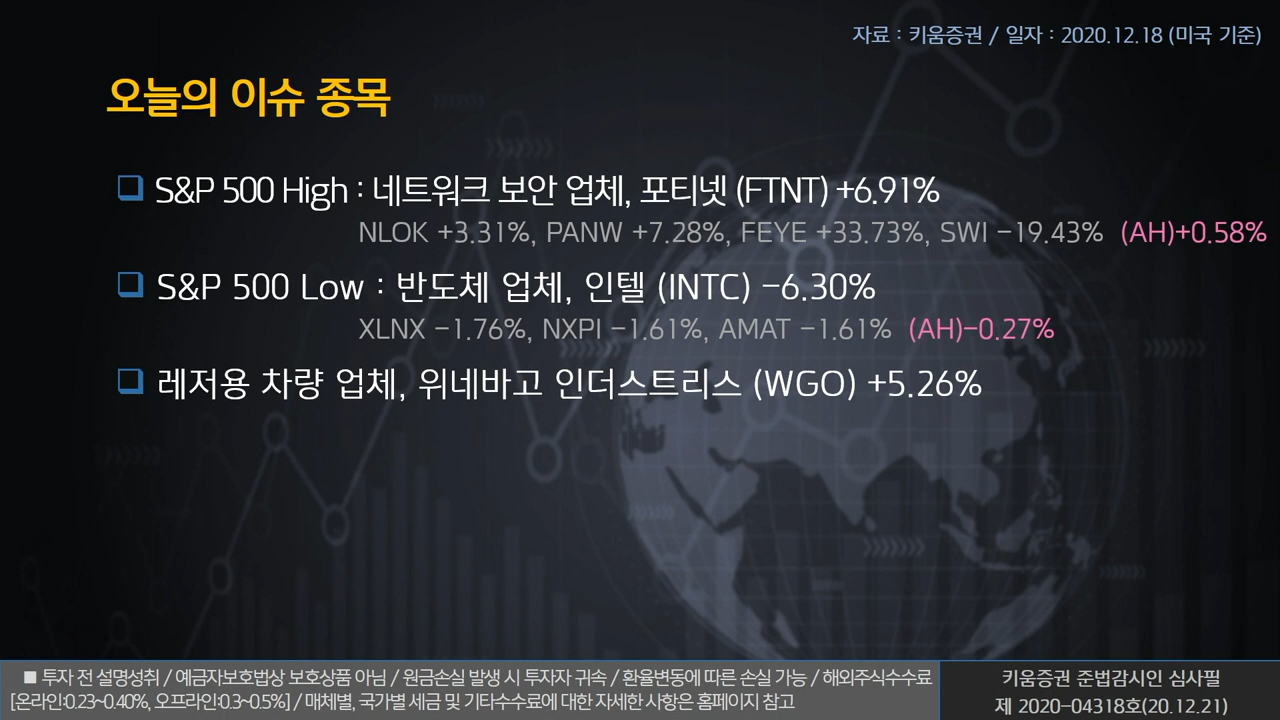 자료 : 키움증권 / 일자 : 2020.12.18 (미국 기준)
오늘의 이슈 종목
S&P 500 High : 네트워크 보안 업체, 포티넷 (FTNT) +6.91%
NLOK +3.31%, PANW +7.28%, FEYE +33.73%, SWI -19.43% (AH)+0.58%
S&P 500 Low : 반도체 업체, 인텔 (INTC) -6.30%
XLNX -1.76%, NXPI -1.61%, AMAT -1.61% (AH)-0.27%
레저용 차량 업체, 위네바고 인더스트리스 (WGO) +5.26%
■ 투자 전 설명성취 / 예금자보호법상 보호상품 아님 / 원금손실 발생 시 투자자 귀속 / 환율변동에 따른 손실 가능 / 해외주식수수료
[온라인:0.23~0.40%, 오프라인:0.3~0.5%] / 매체별, 국가별 세금 및 기타수수료에 대한 자세한 사항은 홈페이지 참고
키움증권 준법감시인 심사필
제 2020-04318호(20.12.21)